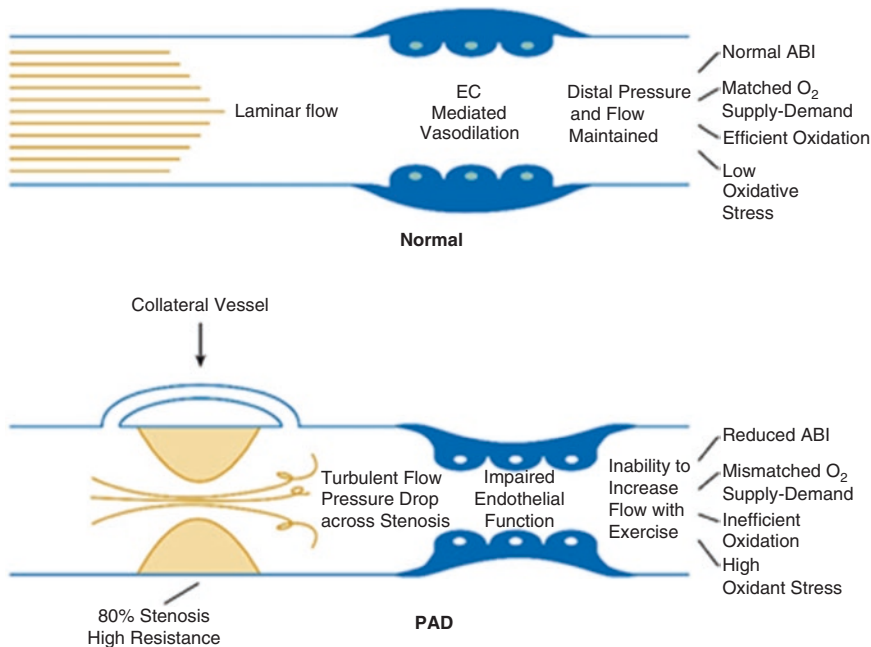 Laminar flow
EC
Mediated
Vasodilation
Distal Pressure
and Flow
Maintained
Normal ABI
Matched O₂
Supply-Demand
Efficient Oxidation
Low
Oxidative
Stress
Normal
Collateral Vessel
Turbulent Flow
Pressure Drop
across Stenosis
Impaired
Endothelial
Function
Inability to
Increase
Flow with
Exercise
Reduced ABI
Mismatched O₂
Supply-Demand
Inefficient
Oxidation
High
Oxidant Stress
80% Stenosis
High Resistance
PAD